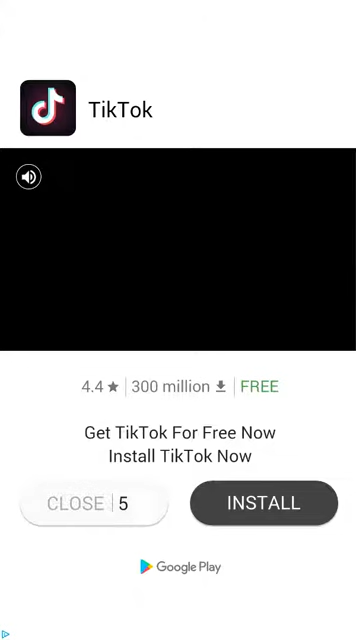 TikTok
4.4 300 million FREE
Get TikTok For Free Now
Install TikTok Now
CLOSE 5 INSTALL
Google Play